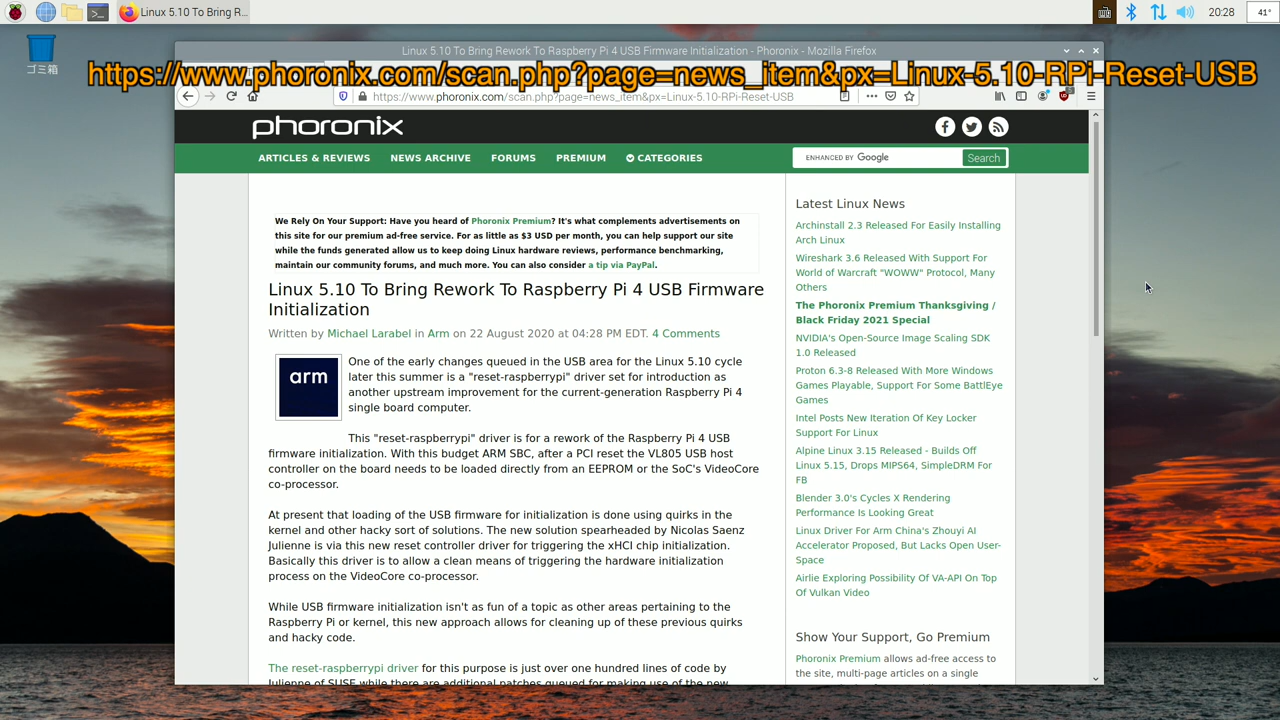 Linux 5.10 To Bring R...
20:28
41°
ゴミ箱
Linux 5.10 To Bring Rework To Raspberry Pi 4 USB Firmware Initialization - Phoronix - Mozilla Firefox
https://www.phoronix.com/scan.php?page=news_item&px=Linux-5.10-RPi-Reset-USB
https://www.phoronix.com/scan.php?page=news_item&px=Linux-5.10-RPi-Reset-USB
phoronix
ARTICLES & REVIEWS
NEWS ARCHIVE
FORUMS
PREMIUM
CATEGORIES
ENHANCED BY Google
Search
We Rely On Your Support: Have you heard of Phoronix Premium? It's what complements advertisements on
this site for our premium ad-free service. For as little as $3 USD per month, you can help support our site
while the funds generated allow us to keep doing Linux hardware reviews, performance benchmarking,
maintain our community forums, and much more. You can also consider a tip via PayPal.
Linux 5.10 To Bring Rework To Raspberry Pi 4 USB Firmware
Initialization
Written by Michael Larabel in Arm on 22 August 2020 at 04:28 PM EDT. 4 Comments
arm
One of the early changes queued in the USB area for the Linux 5.10 cycle
later this summer is a "reset-raspberrypi" driver set for introduction as
another upstream improvement for the current-generation Raspberry Pi 4
single board computer.
This "reset-raspberrypi" driver is for a rework of the Raspberry Pi 4 USB
firmware initialization. With this budget ARM SBC, after a PCI reset the VL805 USB host
controller on the board needs to be loaded directly from an EEPROM or the SoC's VideoCore
co-processor.
At present that loading of the USB firmware for initialization is done using quirks in the
kernel and other hacky sort of solutions. The new solution spearheaded by Nicolas Saenz
Julienne is via this new reset controller driver for triggering the xHCI chip initialization.
Basically this driver is to allow a clean means of triggering the hardware initialization
process on the VideoCore co-processor.
While USB firmware initialization isn't as fun of a topic as other areas pertaining to the
Raspberry Pi or kernel, this new approach allows for cleaning up of these previous quirks
and hacky code.
The reset-raspberrypi driver for this purpose is just over one hundred lines of code by
Julienne of SUSE while there are additional patches queued for making use of the new
Latest Linux News
Archinstall 2.3 Released For Easily Installing
Arch Linux
Wireshark 3.6 Released With Support For
World of Warcraft "WOWW" Protocol, Many
Others
The Phoronix Premium Thanksgiving /
Black Friday 2021 Special
NVIDIA's Open-Source Image Scaling SDK
1.0 Released
Proton 6.3-8 Released With More Windows
Games Playable, Support For Some BattlEye
Games
Intel Posts New Iteration Of Key Locker
Support For Linux
Alpine Linux 3.15 Released - Builds Off
Linux 5.15, Drops MIPS64, SimpleDRM For
FB
Blender 3.0's Cycles X Rendering
Performance Is Looking Great
Linux Driver For Arm China's Zhouyi AI
Accelerator Proposed, But Lacks Open User-
Space
Airlie Exploring Possibility Of VA-API On Top
Of Vulkan Video
Show Your Support, Go Premium
Phoronix Premium allows ad-free access to
the site, multi-page articles on a single